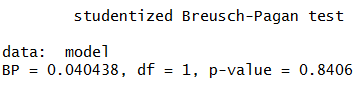 studentized Breusch-Pagan test
data:  model
BP = 0.040438, df = 1, p-value = 0.8406